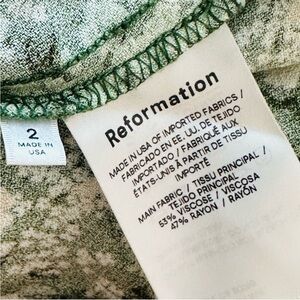 2
MADE IN
USA
Reformation
MADE IN USA OF IMPORTED FABRICS /
FABRICADO EN EE. UU. DE TEJIDO
IMPORTADO / FABRIQUÉ AUX
ÉTATS-UNIS À PARTIR DE TISSU
IMPORTÉ
MAIN FABRIC / TISSU PRINCIPAL /
TEJIDO PRINCIPAL
53% VISCOSE / VISCOSA
47% RAYON / RAYÓN